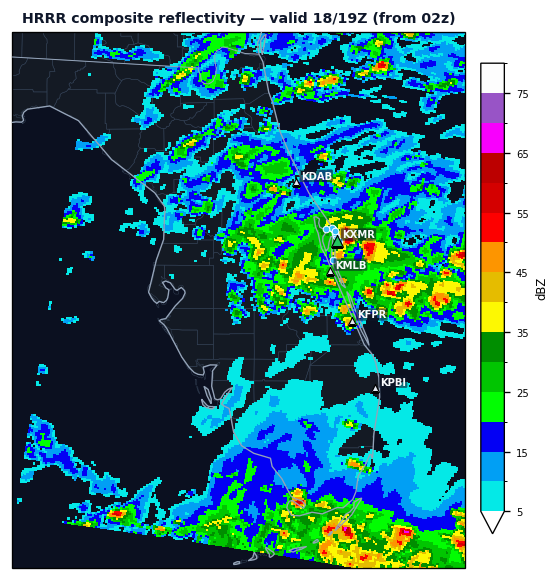 HRRR composite reflectivity — valid 18/19Z (from 02z)
KDAB
KXMR
KMLB
KFPR
KPBI
75
65
55
45
35
25
15
5
dBZ